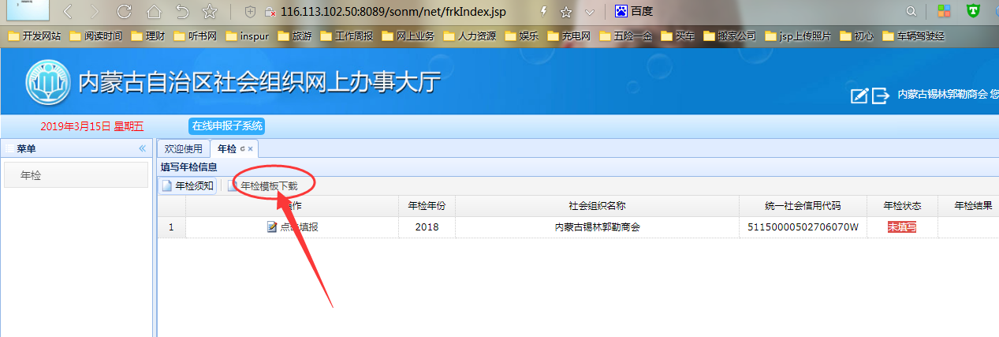 116.113.102.50:8089/sonm/net/frkIndex.jsp 百度
开发网站 阅读时间 理财 听书网 inspur 旅游 工作周报 网上业务 人力资源 娱乐 充电网 五险一金 买车 搬家公司 jsp上传照片 初心 车辆驾驶经
内蒙古自治区社会组织网上办事大厅
内蒙古锡林郭勒商会 您
2019年3月15日 星期五 在线申报子系统
菜单 欢迎使用 年检
填写年检信息
年检
年检须知 年检模板下载
作 年检年份 社会组织名称 统一社会信用代码 年检状态 年检结果
1 点击填报 2018 内蒙古锡林郭勒商会 51150000502706070W 未填写